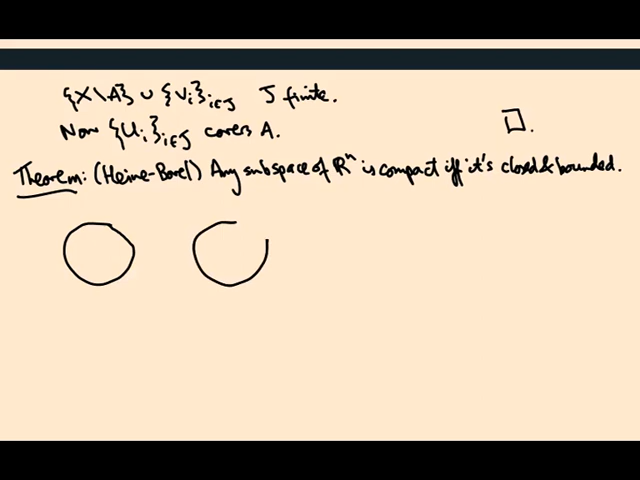 {X\A} ∪ {Vᵢ}ᵢ∈J J finite.
Now {Uᵢ}ᵢ∈J covers A.
□.
Theorem: (Heine-Borel) Any subspace of ℝⁿ is compact iff it's closed & bounded.